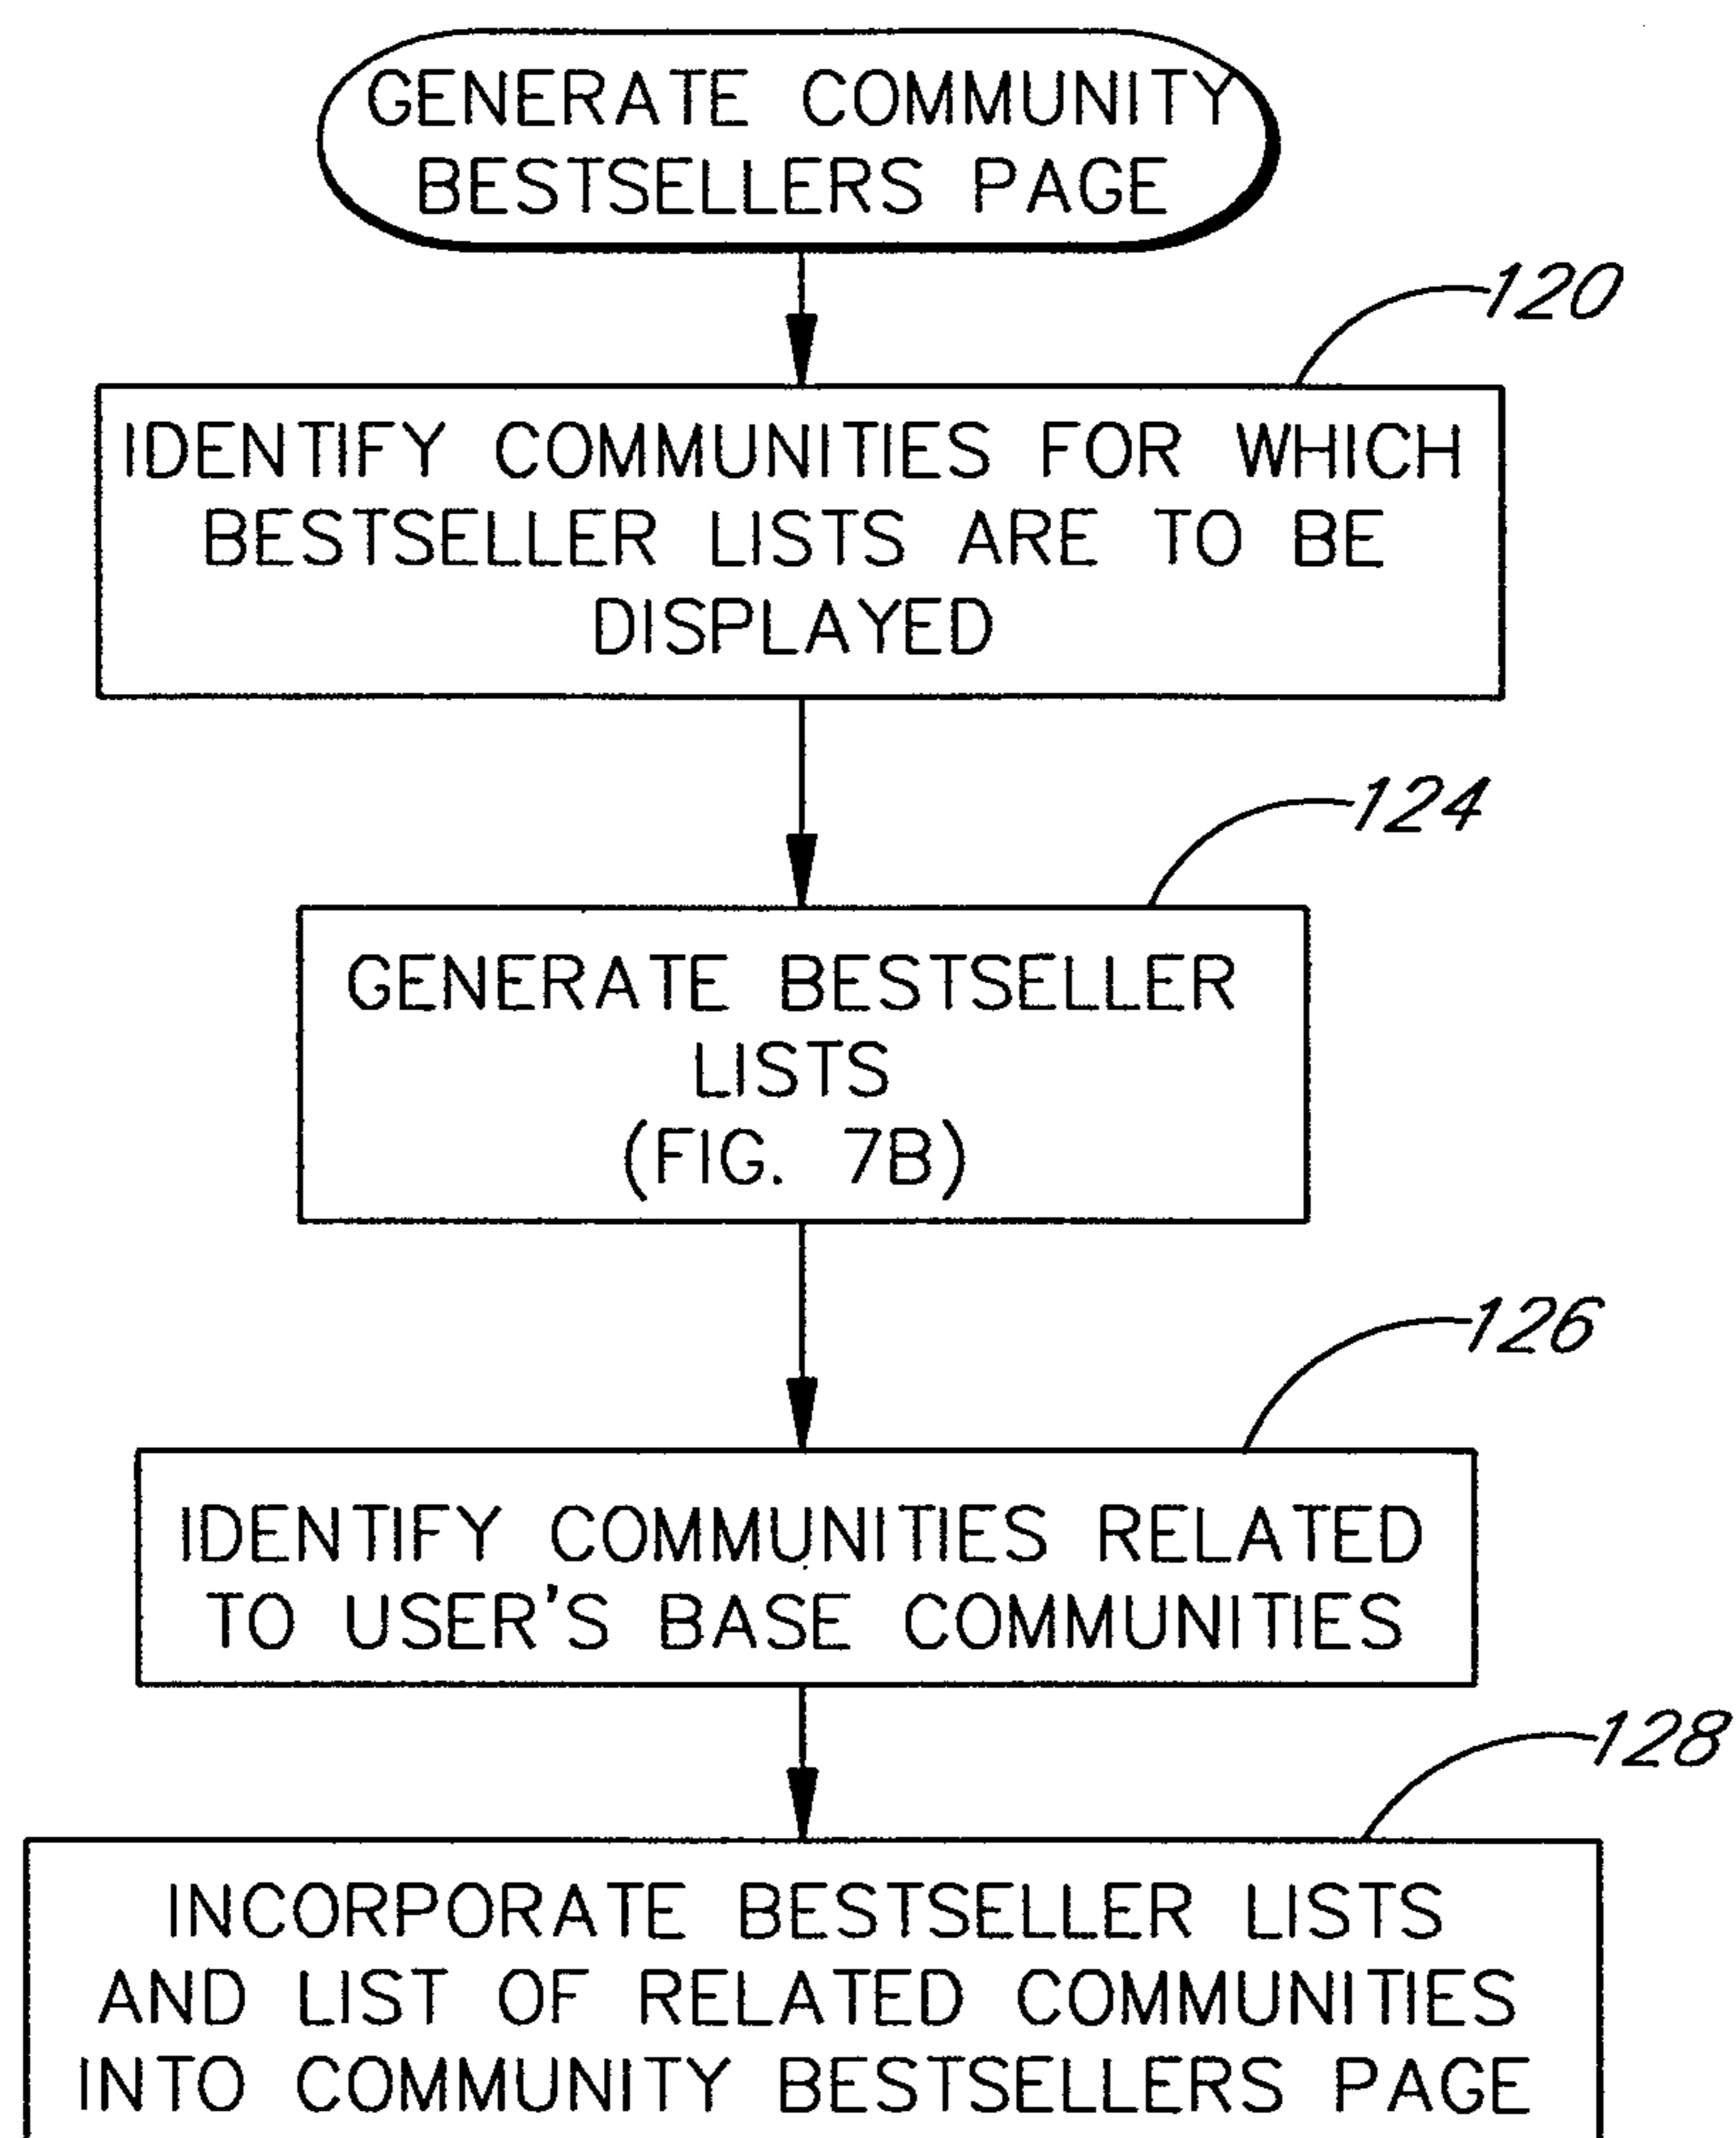 GENERATE COMMUNITY
BESTSELLERS PAGE
120
IDENTIFY COMMUNITIES FOR WHICH
BESTSELLER LISTS ARE TO BE
DISPLAYED
124
GENERATE BESTSELLER
LISTS
(FIG. 7B)
126
IDENTIFY COMMUNITIES RELATED
TO USER'S BASE COMMUNITIES
128
INCORPORATE BESTSELLER LISTS
AND LIST OF RELATED COMMUNITIES
INTO COMMUNITY BESTSELLERS PAGE